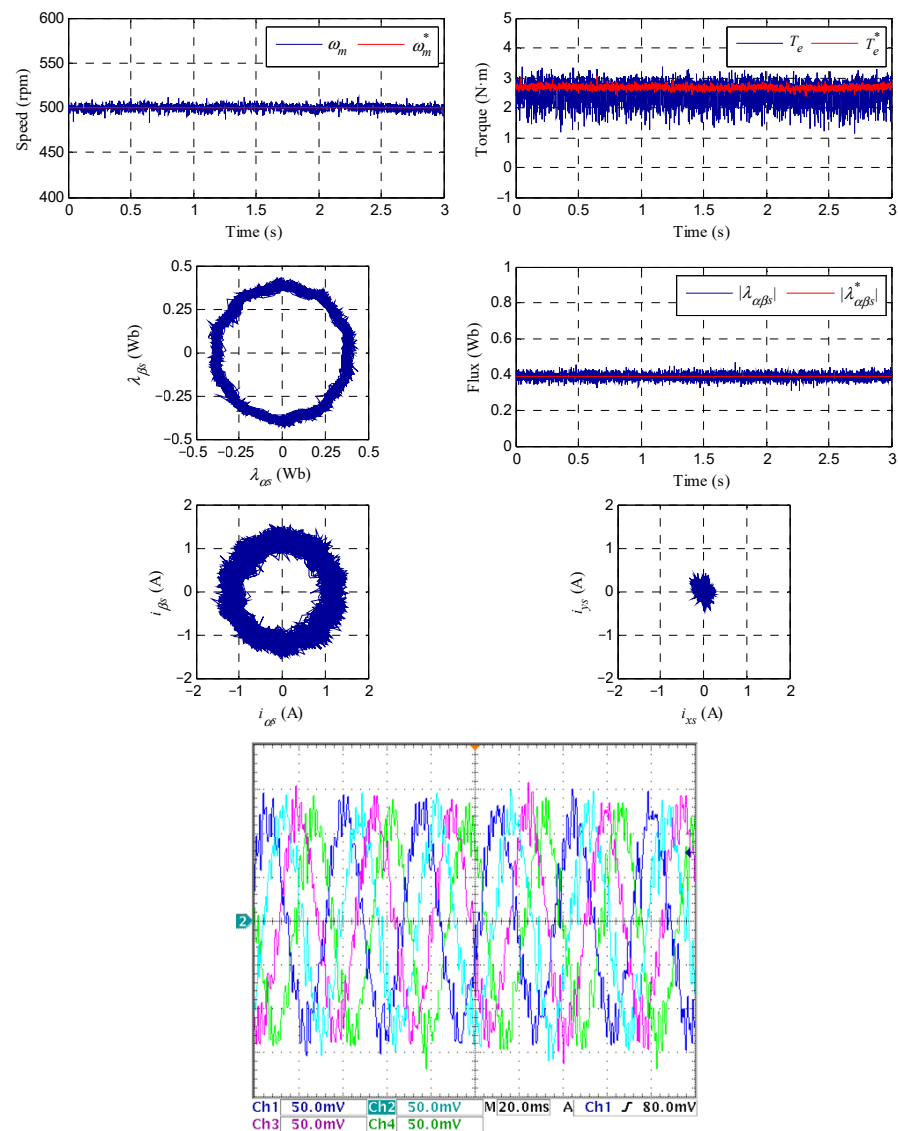 600
550
500
450
400
Speed (rpm)
ω_m ω_m^*
0 0.5 1 1.5 2 2.5 3
Time (s)
5
4
3
2
1
0
−1
Torque (N·m)
T_e T_e^*
0 0.5 1 1.5 2 2.5 3
Time (s)
0.5
0.25
0
−0.25
−0.5
λ_βs (Wb)
−0.5 −0.25 0 0.25 0.5
λ_αs (Wb)
1
0.8
0.6
0.4
0.2
0
Flux (Wb)
|λ_αβs| |λ_αβs^*|
0 0.5 1 1.5 2 2.5 3
Time (s)
2
1
0
−1
−2
i_βs (A)
−2 −1 0 1 2
i_αs (A)
2
1
0
−1
−2
i_ys (A)
−2 −1 0 1 2
i_xs (A)
2
Ch1 50.0mV Ch2 50.0mV M 20.0ms A Ch1 ʃ 80.0mV
Ch3 50.0mV Ch4 50.0mV